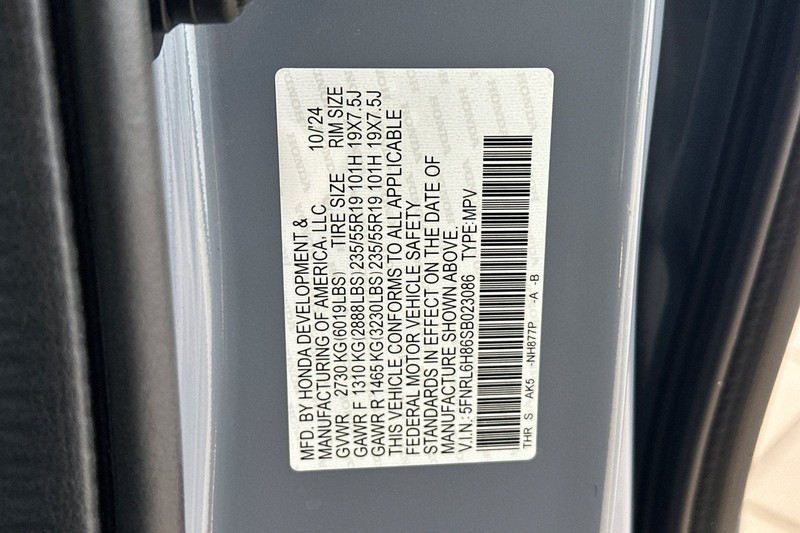 MFD. BY HONDA DEVELOPMENT &
MANUFACTURING OF AMERICA, LLC 10/'24
GVWR 2730 KG(6019LBS) TIRE SIZE RIM SIZE
GAWR F 1310 KG(2888LBS) 235/55R19 101H 19X7.5J
GAWR R 1465 KG(3230LBS) 235/55R19 101H 19X7.5J
THIS VEHICLE CONFORMS TO ALL APPLICABLE
FEDERAL MOTOR VEHICLE SAFETY
STANDARDS IN EFFECT ON THE DATE OF
MANUFACTURE SHOWN ABOVE.
V.I.N.: 5FNRL6H86SB023086 TYPE:MPV
THR S AK5 -NH877P -A -B